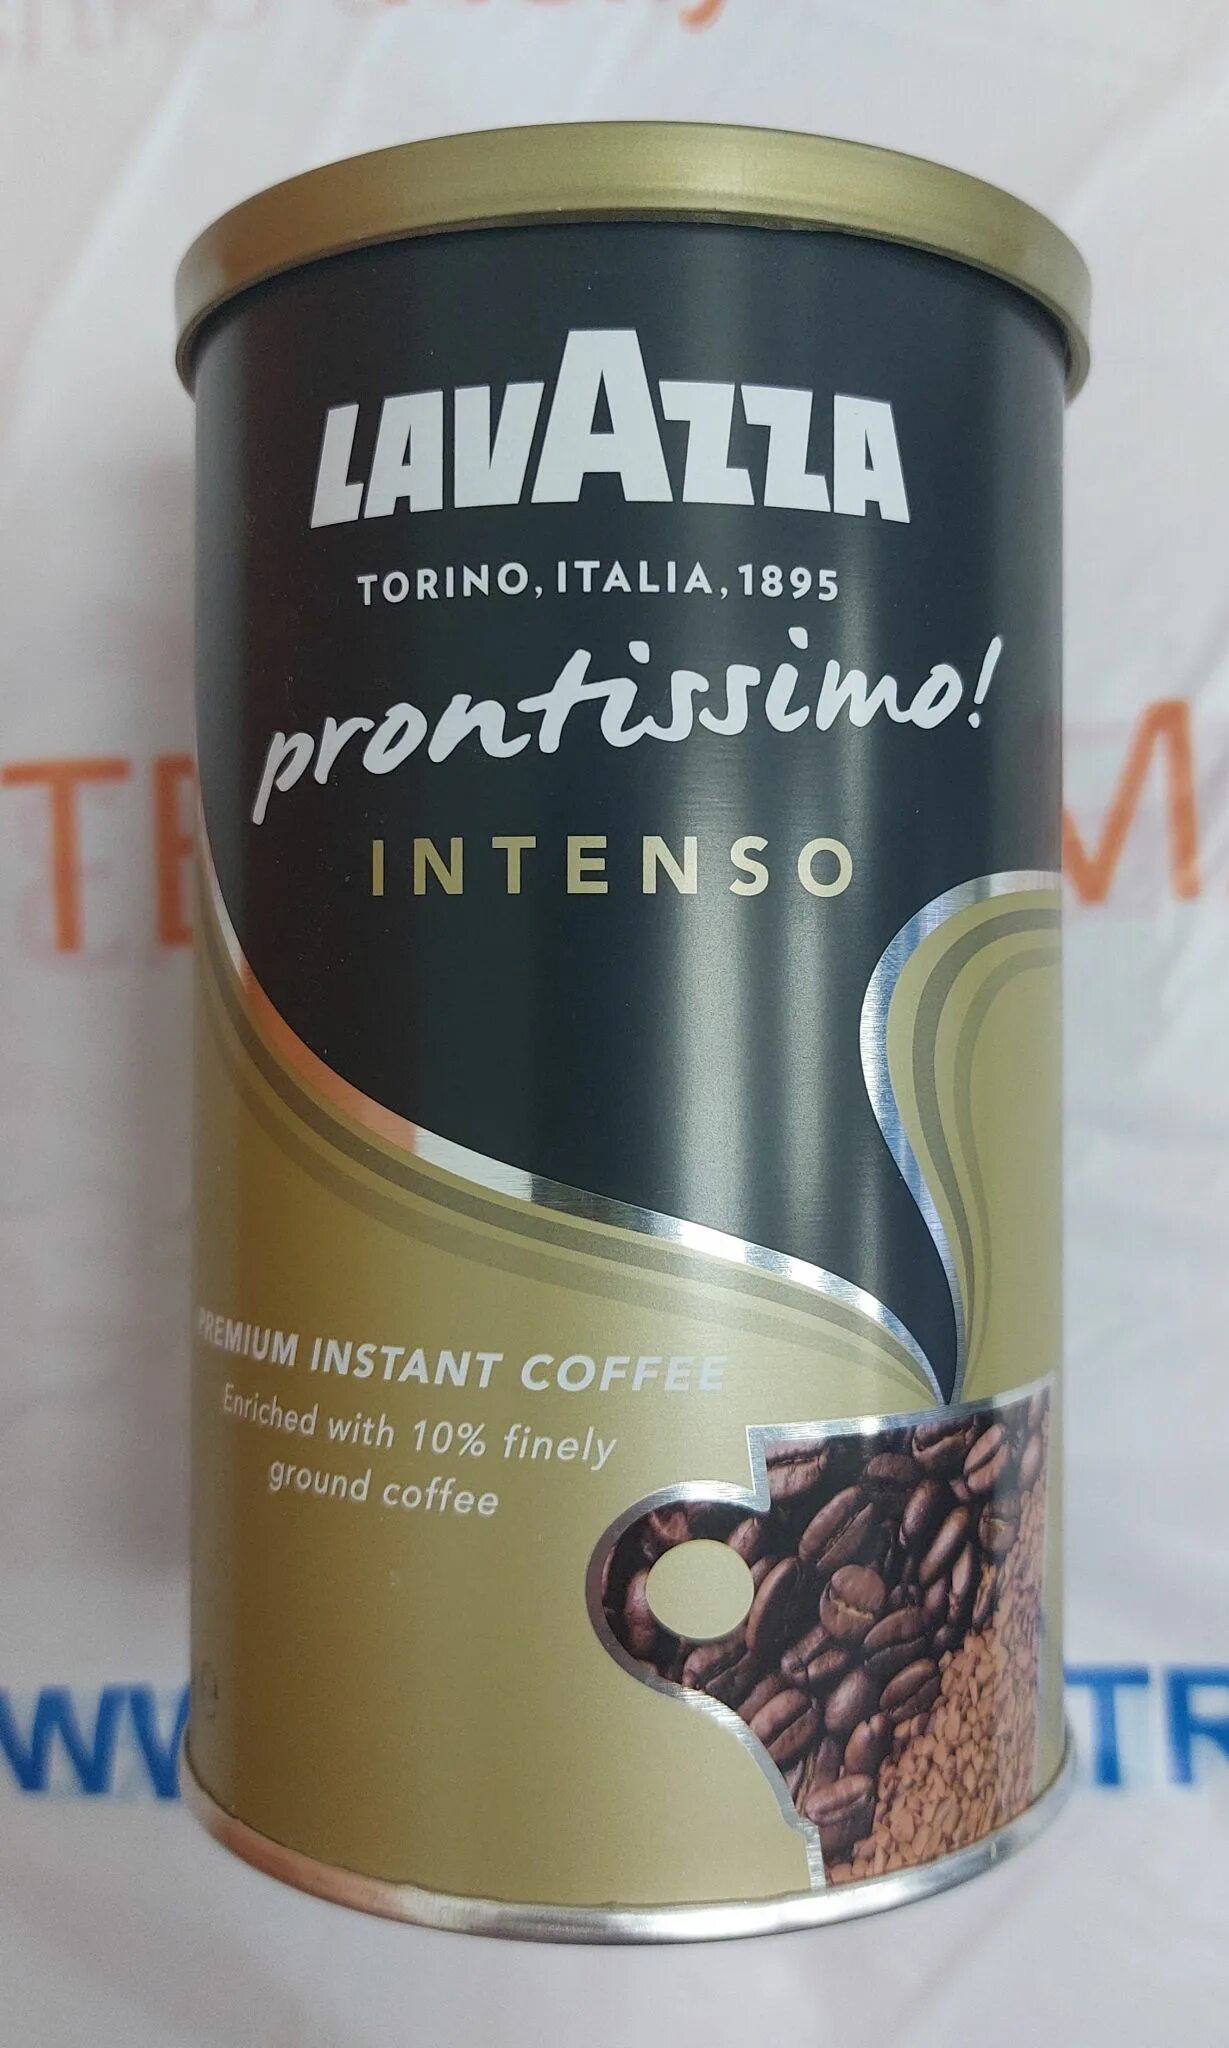 LAVAZZA
TORINO, ITALIA, 1895
prontissimo!
INTENSO
PREMIUM INSTANT COFFEE
Enriched with 10% finely
ground coffee